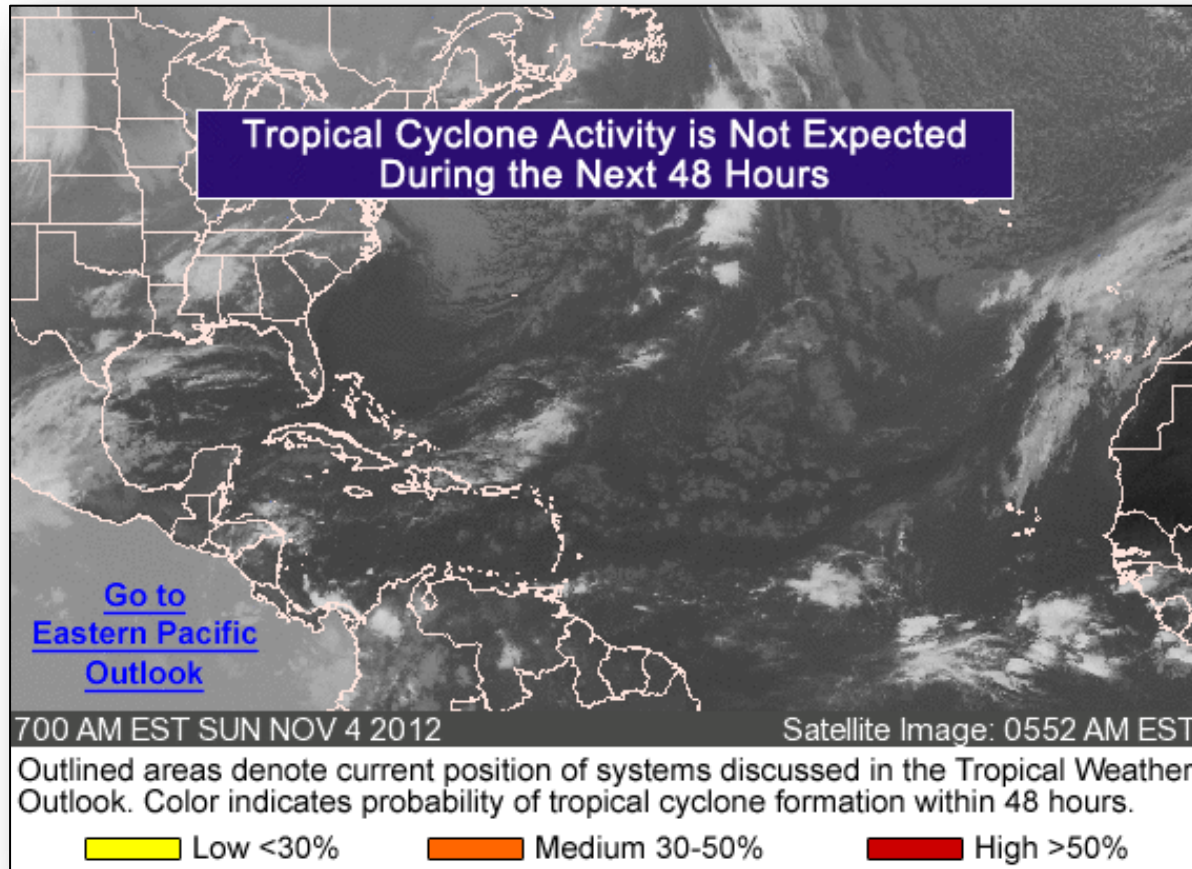 Tropical Cyclone Activity is Not Expected
During the Next 48 Hours
Go to
Eastern Pacific
Outlook
700 AM EST SUN NOV 4 2012
Satellite Image: 0552 AM EST
Outlined areas denote current position of systems discussed in the Tropical Weather
Outlook. Color indicates probability of tropical cyclone formation within 48 hours.
Low <30%
Medium 30-50%
High >50%